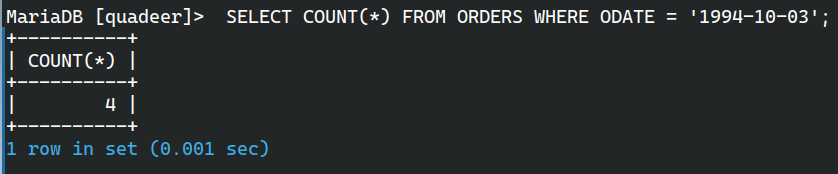 MariaDB [quadeer]>  SELECT COUNT(*) FROM ORDERS WHERE ODATE = '1994-10-03';
+----------+
| COUNT(*) |
+----------+
|        4 |
+----------+
1 row in set (0.001 sec)